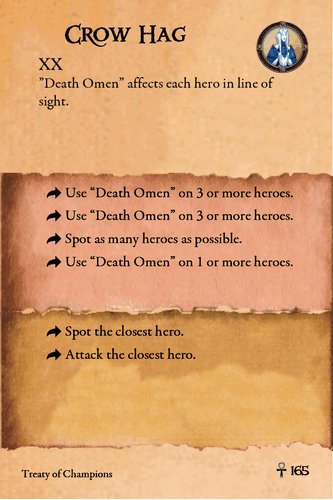 Crow Hag
XX
”Death Omen” affects each hero in line of
sight.
Use “Death Omen” on 3 or more heroes.
Use “Death Omen” on 3 or more heroes.
Spot as many heroes as possible.
Use “Death Omen” on 1 or more heroes.
Spot the closest hero.
Attack the closest hero.
Treaty of Champions
165